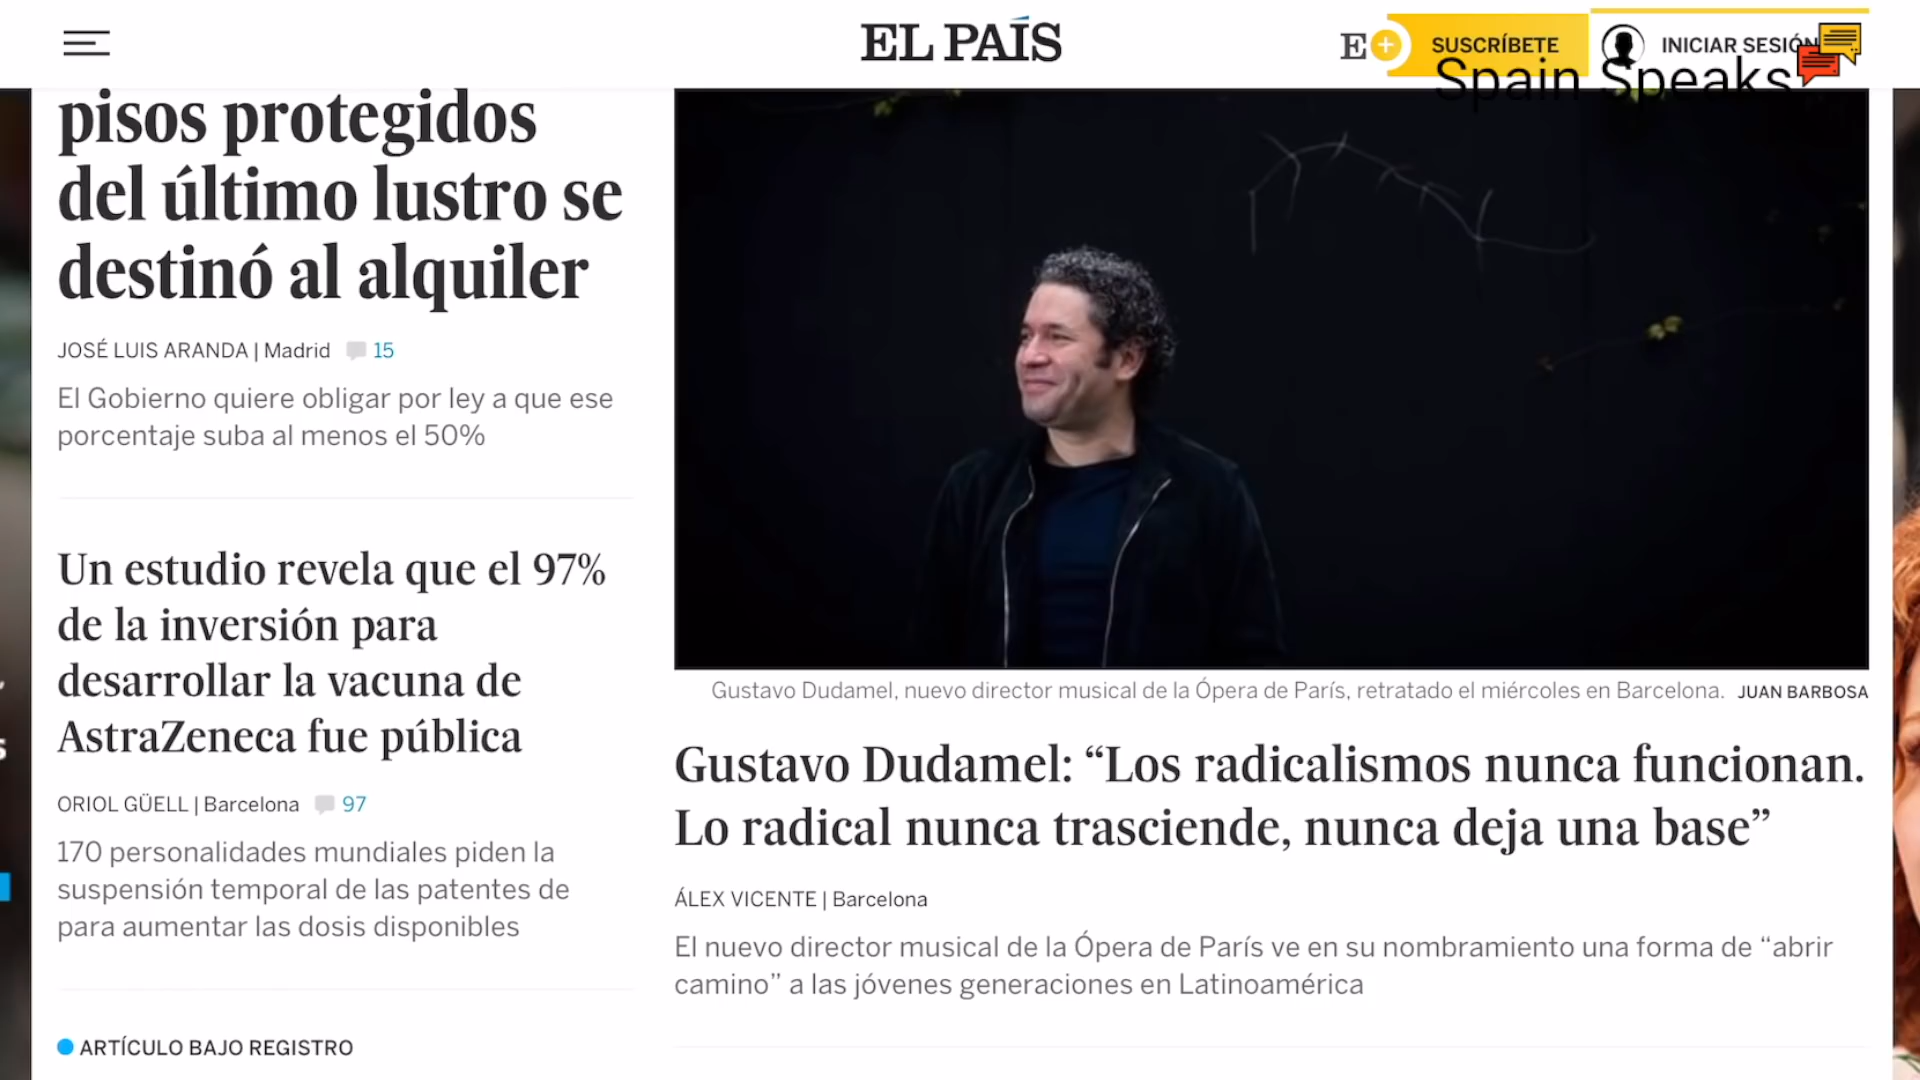 EL PAÍS
E+
SUSCRÍBETE
INICIAR SESIÓN
Spain Speaks
pisos protegidos
del último lustro se
destinó al alquiler
JOSÉ LUIS ARANDA | Madrid 15
El Gobierno quiere obligar por ley a que ese
porcentaje suba al menos el 50%
Un estudio revela que el 97%
de la inversión para
desarrollar la vacuna de
AstraZeneca fue pública
ORIOL GÜELL | Barcelona 97
170 personalidades mundiales piden la
suspensión temporal de las patentes de
para aumentar las dosis disponibles
ARTÍCULO BAJO REGISTRO
Gustavo Dudamel, nuevo director musical de la Ópera de París, retratado el miércoles en Barcelona. JUAN BARBOSA
Gustavo Dudamel: “Los radicalismos nunca funcionan.
Lo radical nunca trasciende, nunca deja una base”
ÁLEX VICENTE | Barcelona
El nuevo director musical de la Ópera de París ve en su nombramiento una forma de “abrir
camino” a las jóvenes generaciones en Latinoamérica